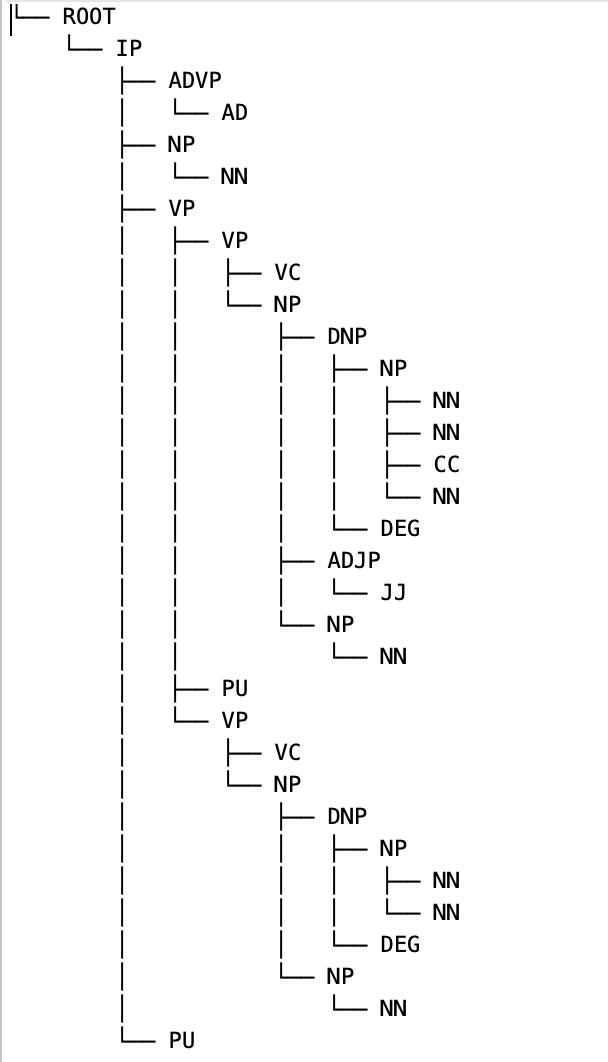 └── ROOT
    └── IP
        ├── ADVP
        │   └── AD
        ├── NP
        │   └── NN
        ├── VP
        │   ├── VP
        │   │   ├── VC
        │   │   └── NP
        │   │       ├── DNP
        │   │       │   ├── NP
        │   │       │   │   ├── NN
        │   │       │   │   ├── NN
        │   │       │   │   ├── CC
        │   │       │   │   └── NN
        │   │       │   └── DEG
        │   │       ├── ADJP
        │   │       │   └── JJ
        │   │       └── NP
        │   │           └── NN
        │   ├── PU
        │   └── VP
        │       ├── VC
        │       └── NP
        │           ├── DNP
        │           │   ├── NP
        │           │   │   ├── NN
        │           │   │   └── NN
        │           │   └── DEG
        │           └── NP
        │               └── NN
        └── PU